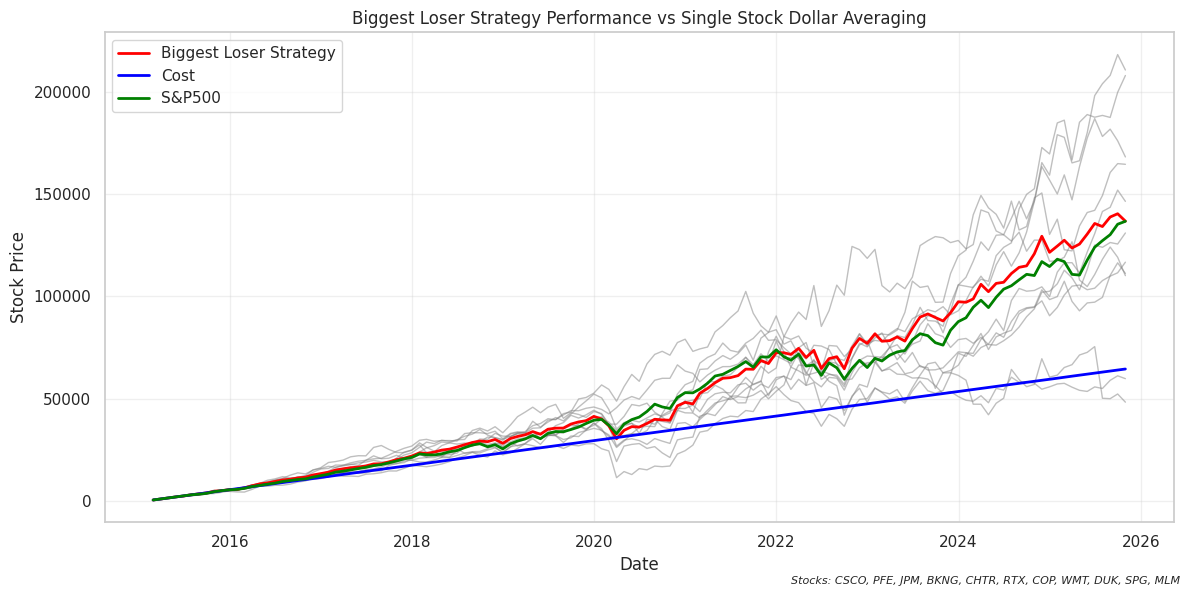 Biggest Loser Strategy Performance vs Single Stock Dollar Averaging
Biggest Loser Strategy
Cost
S&P500
Stock Price
200000
150000
100000
50000
0
2016
2018
2020
2022
2024
2026
Date
Stocks: CSCO, PFE, JPM, BKNG, CHTR, RTX, COP, WMT, DUK, SPG, MLM